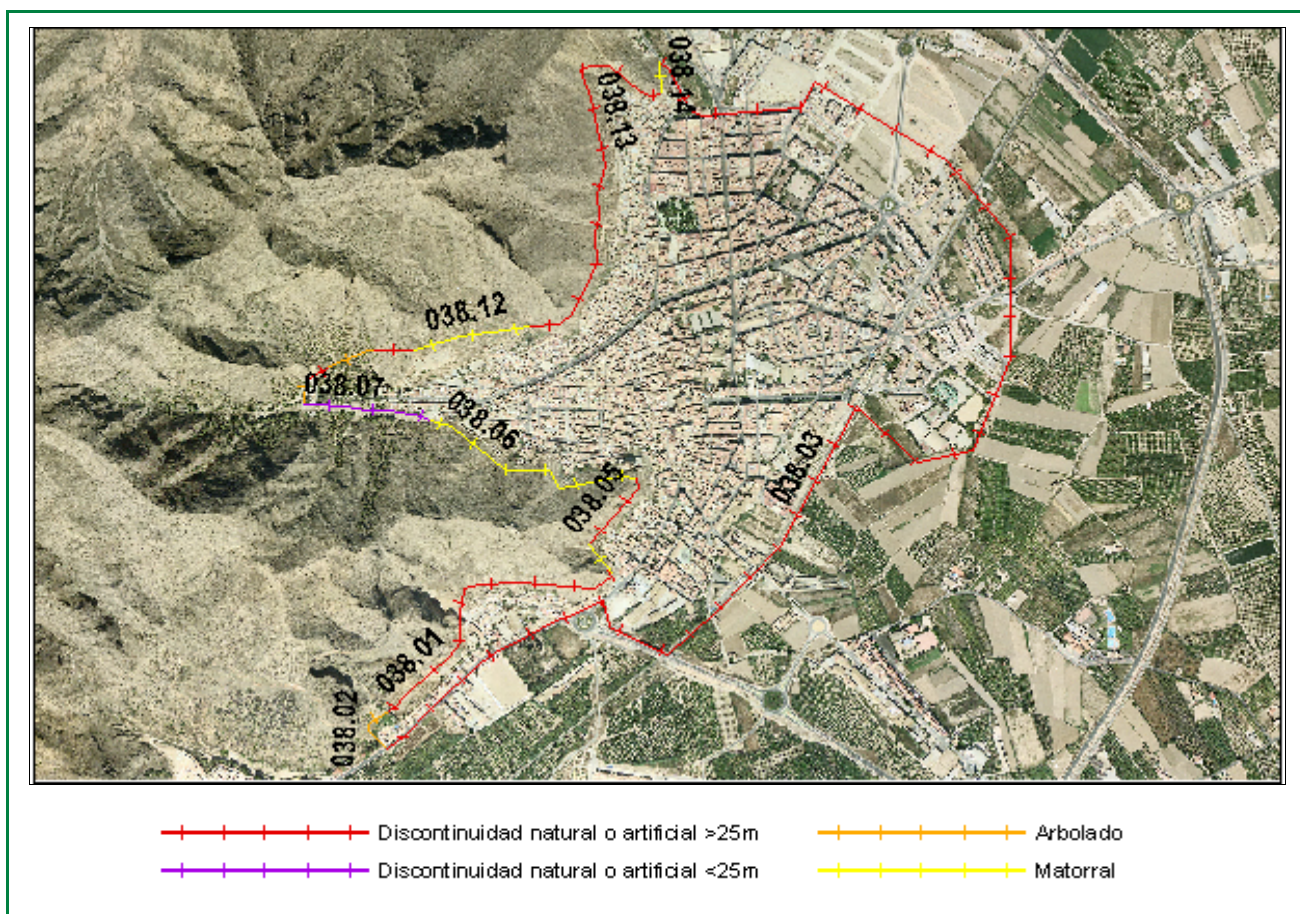 038.14
038.13
038.12
038.07
038.06
038.05
038.03
038.01
038.02
Discontinuidad natural o artificial >25m
Arbolado
Discontinuidad natural o artificial <25m
Matorral